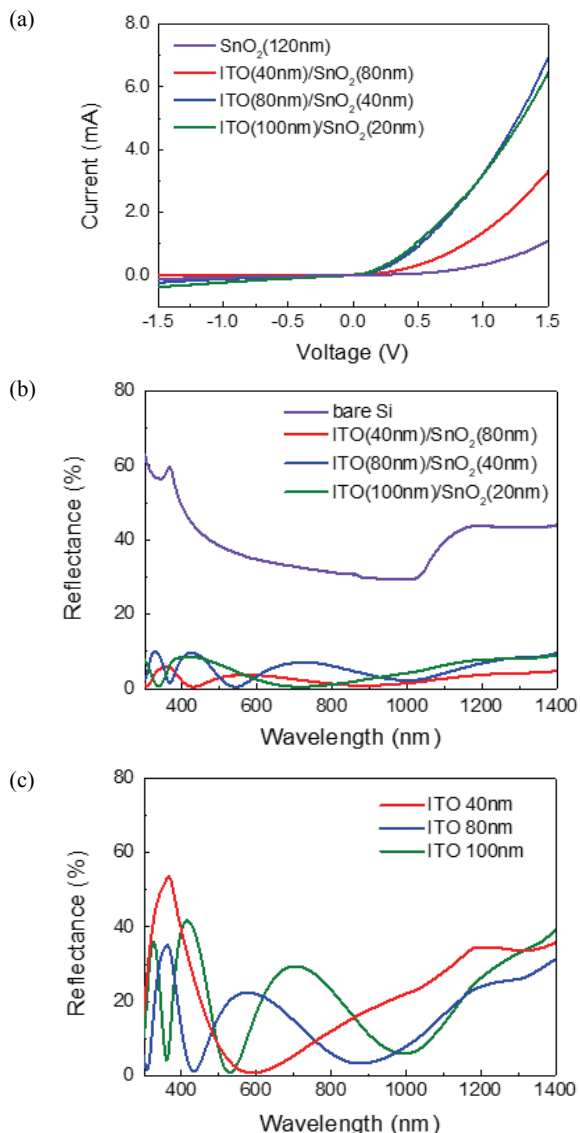 (a)
8.0
6.0
4.0
2.0
0.0
Current (mA)
SnO₂(120nm)
ITO(40nm)/SnO₂(80nm)
ITO(80nm)/SnO₂(40nm)
ITO(100nm)/SnO₂(20nm)
-1.5 -1.0 -0.5 0.0 0.5 1.0 1.5
Voltage (V)
(b)
80
60
40
20
0
Reflectance (%)
bare Si
ITO(40nm)/SnO₂(80nm)
ITO(80nm)/SnO₂(40nm)
ITO(100nm)/SnO₂(20nm)
400 600 800 1000 1200 1400
Wavelength (nm)
(c)
80
60
40
20
0
Reflectance (%)
ITO 40nm
ITO 80nm
ITO 100nm
400 600 800 1000 1200 1400
Wavelength (nm)